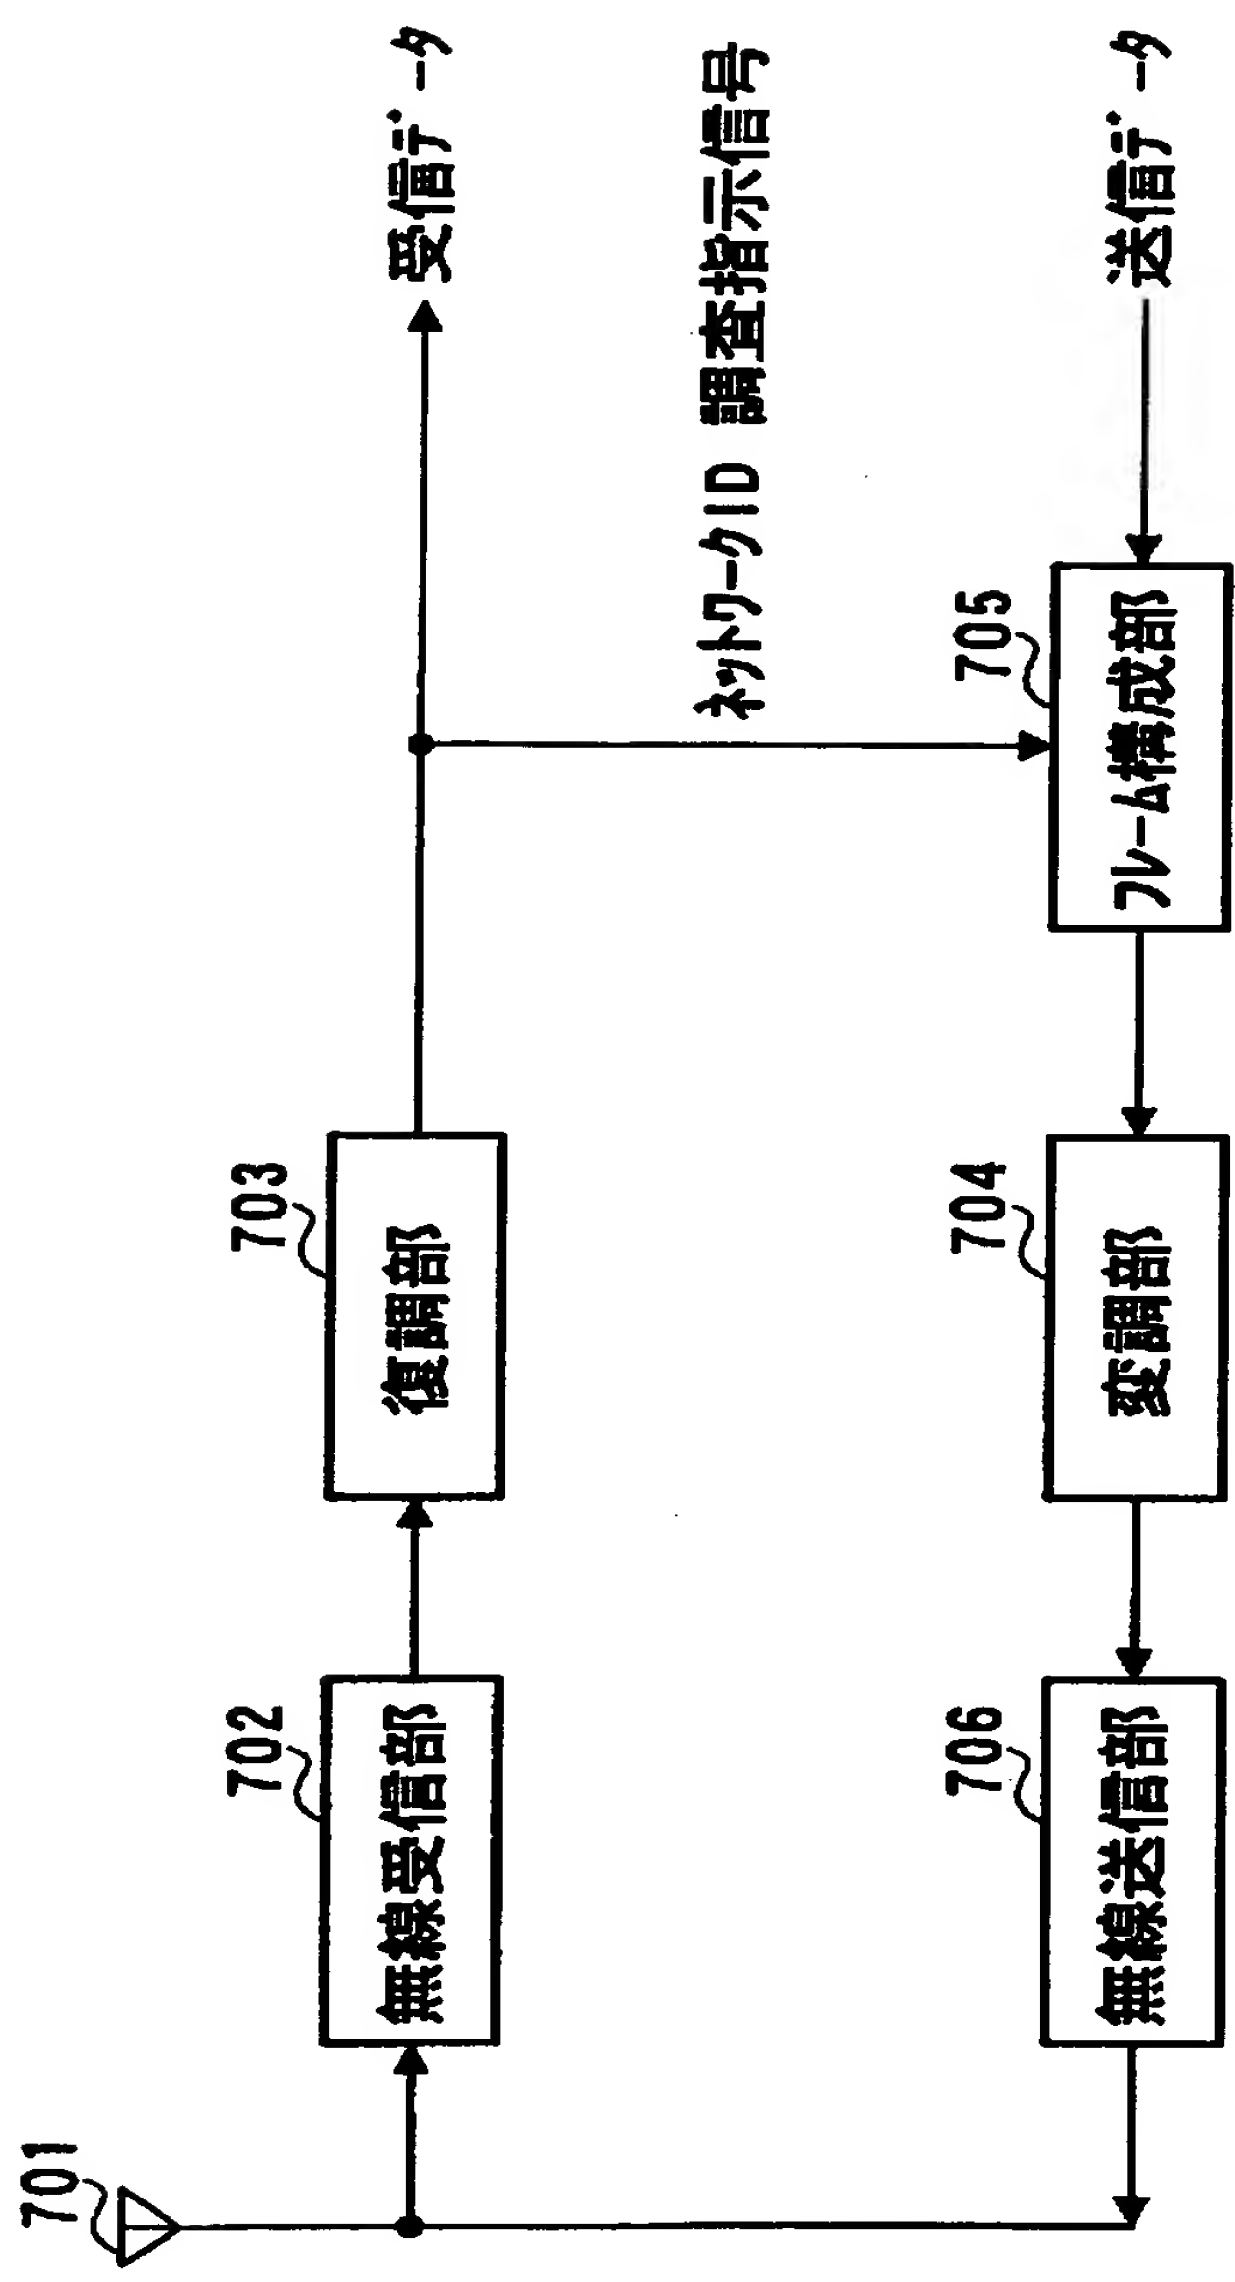 701
702
無線受信部
703
復調部
受信ﾃﾞｰﾀ
ﾈｯﾄﾜｰｸID 調査指示信号
706
無線送信部
704
変調部
705
ﾌﾚｰﾑ構成部
送信ﾃﾞｰﾀ